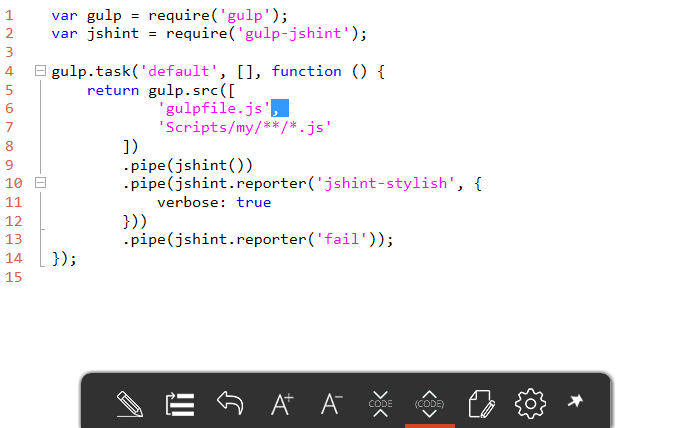 1 var gulp = require('gulp');
2 var jshint = require('gulp-jshint');
3
4 gulp.task('default', [], function () {
5     return gulp.src([
6             'gulpfile.js',
7             'Scripts/my/**/*.js'
8         ])
9         .pipe(jshint())
10         .pipe(jshint.reporter('jshint-stylish', {
11             verbose: true
12         }))
13         .pipe(jshint.reporter('fail'));
14 });
15
A+ A- CODE (CODE)